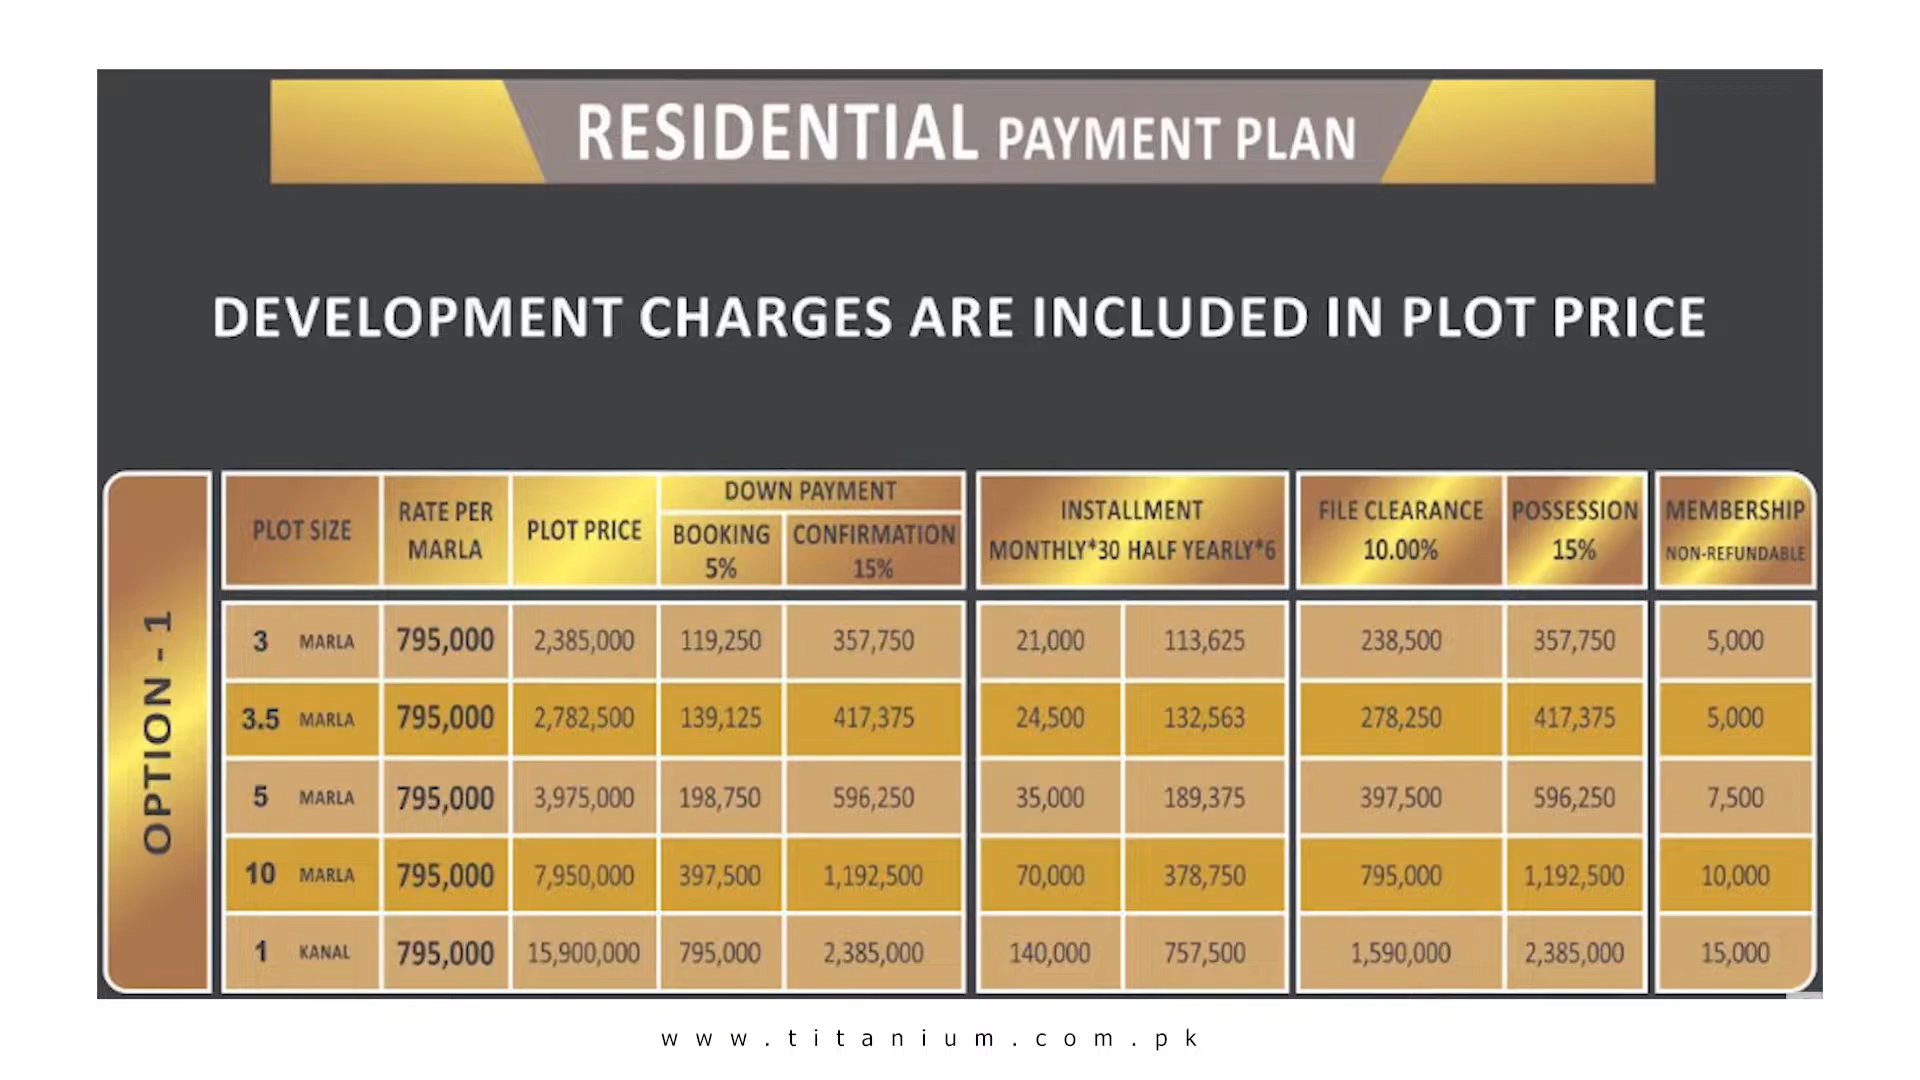 RESIDENTIAL PAYMENT PLAN
DEVELOPMENT CHARGES ARE INCLUDED IN PLOT PRICE
OPTION - 1
PLOT SIZE RATE PER MARLA PLOT PRICE DOWN PAYMENT BOOKING 5% CONFIRMATION 15% INSTALLMENT MONTHLY*30 HALF YEARLY*6 FILE CLEARANCE 10.00% POSSESSION 15% MEMBERSHIP NON-REFUNDABLE
3 MARLA 795,000 2,385,000 119,250 357,750 21,000 113,625 238,500 357,750 5,000
3.5 MARLA 795,000 2,782,500 139,125 417,375 24,500 132,563 278,250 417,375 5,000
5 MARLA 795,000 3,975,000 198,750 596,250 35,000 189,375 397,500 596,250 7,500
10 MARLA 795,000 7,950,000 397,500 1,192,500 70,000 378,750 795,000 1,192,500 10,000
1 KANAL 795,000 15,900,000 795,000 2,385,000 140,000 757,500 1,590,000 2,385,000 15,000
www.titanium.com.pk